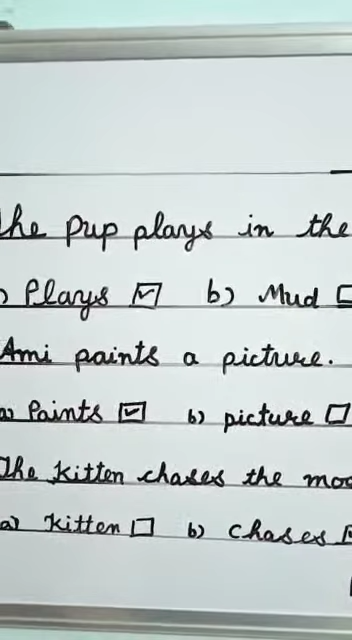 The pup plays in the
Plays ☑ b) Mud ☐
Ami paints a picture.
a) Paints ☑ b) picture ☐
The kitten chases the
a) kitten ☐ b) chases